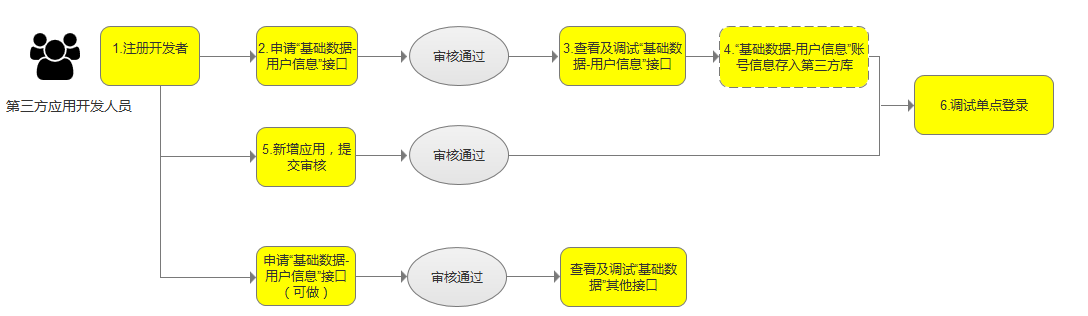 第三方应用开发人员
1.注册开发者
2.申请“基础数据-
用户信息”接口
审核通过
3.查看及调试“基础数
据-用户信息”接口
4.“基础数据-用户信息”账
号信息存入第三方库
5.新增应用，提
交审核
审核通过
6.调试单点登录
申请“基础数据-
用户信息”接口
（可做）
审核通过
查看及调试“基础数
据”其他接口